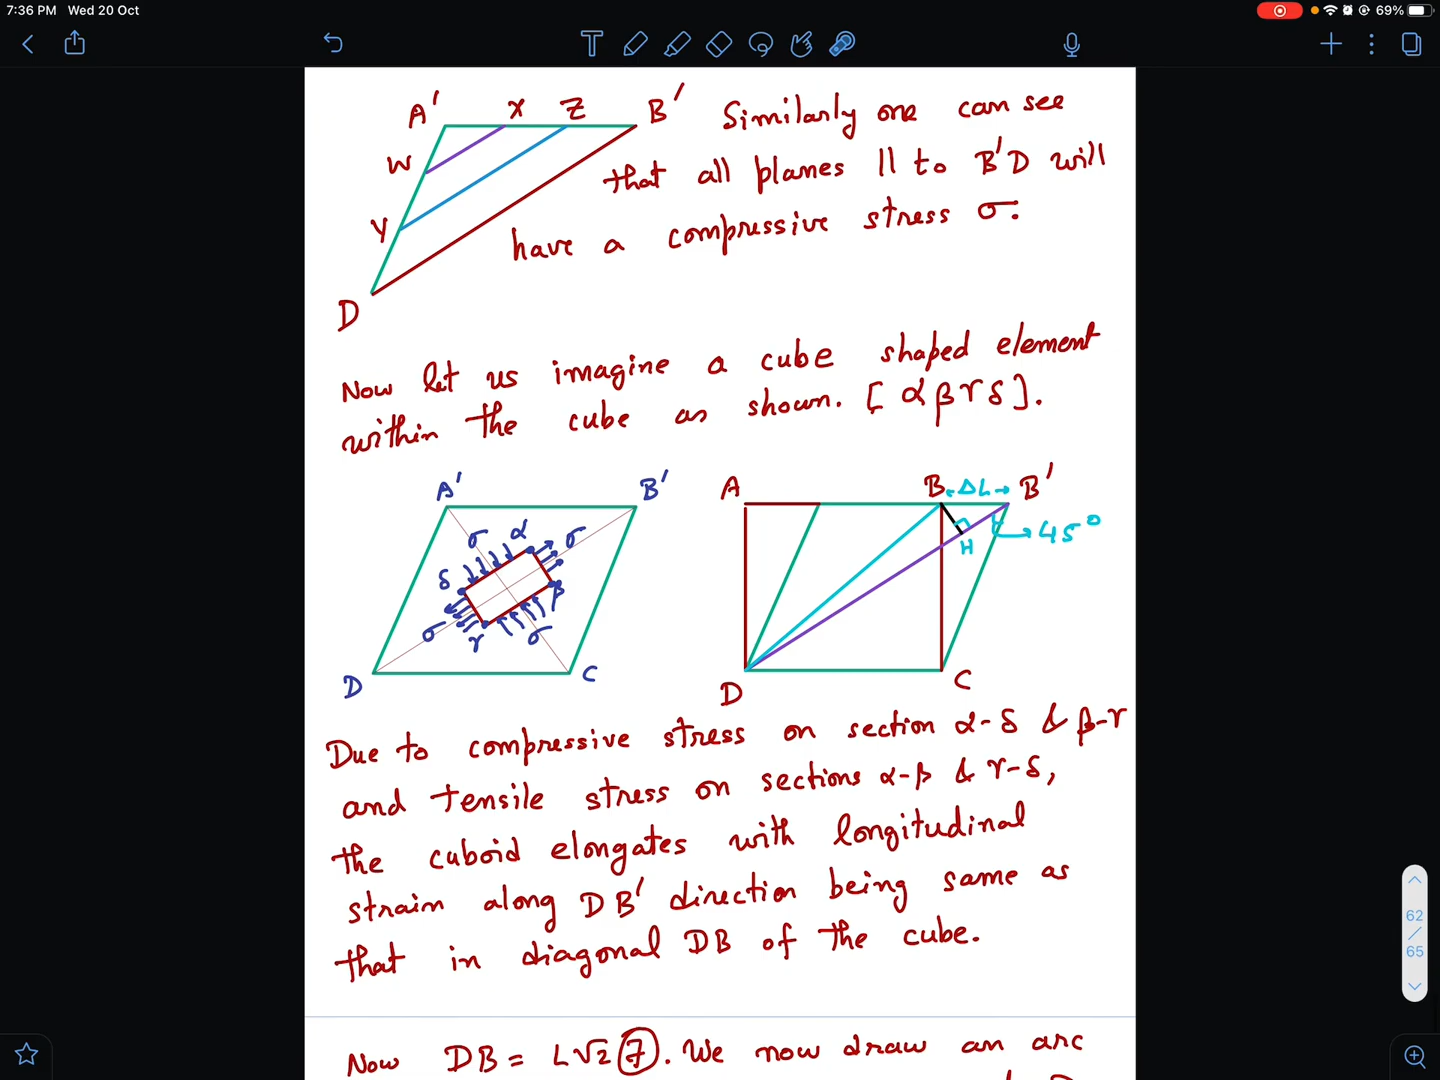 7:36 PM Wed 20 Oct
69%
A' X Z B'
W
Y
D
Similarly one can see
that all planes || to B'D will
have a compressive stress σ.
Now let us imagine a cube shaped element
within the cube as shown. [αβγδ].
A' B'
σ α σ
δ
σ γ σ β
D C
A B ΔL B'
H 45°
D C
Due to compressive stress on section α-δ & β-γ
and tensile stress on sections α-β & γ-δ,
the cuboid elongates with longitudinal
strain along DB' direction being same as
that in diagonal DB of the cube.
Now DB = L√2 (7). We now draw an arc
62
/
65